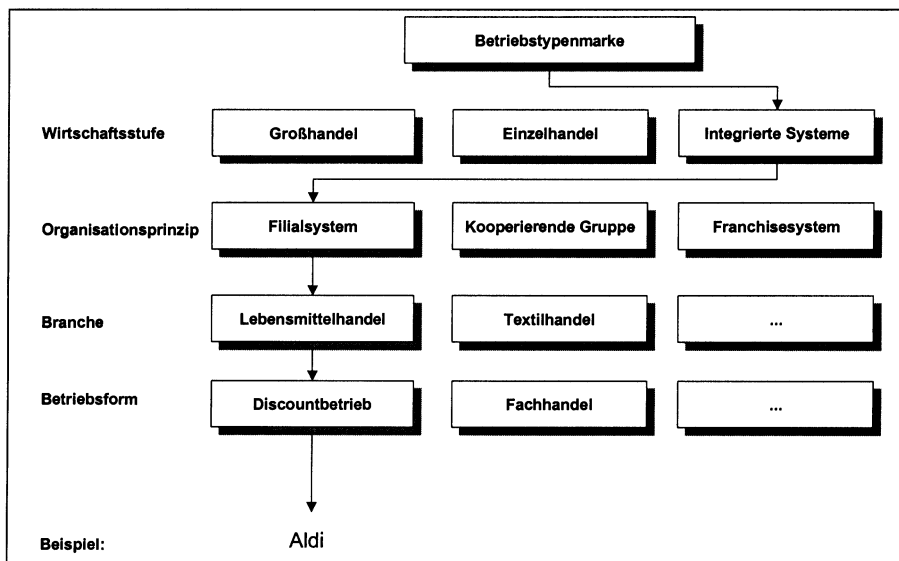 Betriebstypenmarke
Wirtschaftsstufe Großhandel Einzelhandel Integrierte Systeme
Organisationsprinzip Filialsystem Kooperierende Gruppe Franchisesystem
Branche Lebensmittelhandel Textilhandel ...
Betriebsform Discountbetrieb Fachhandel ...
Beispiel: Aldi